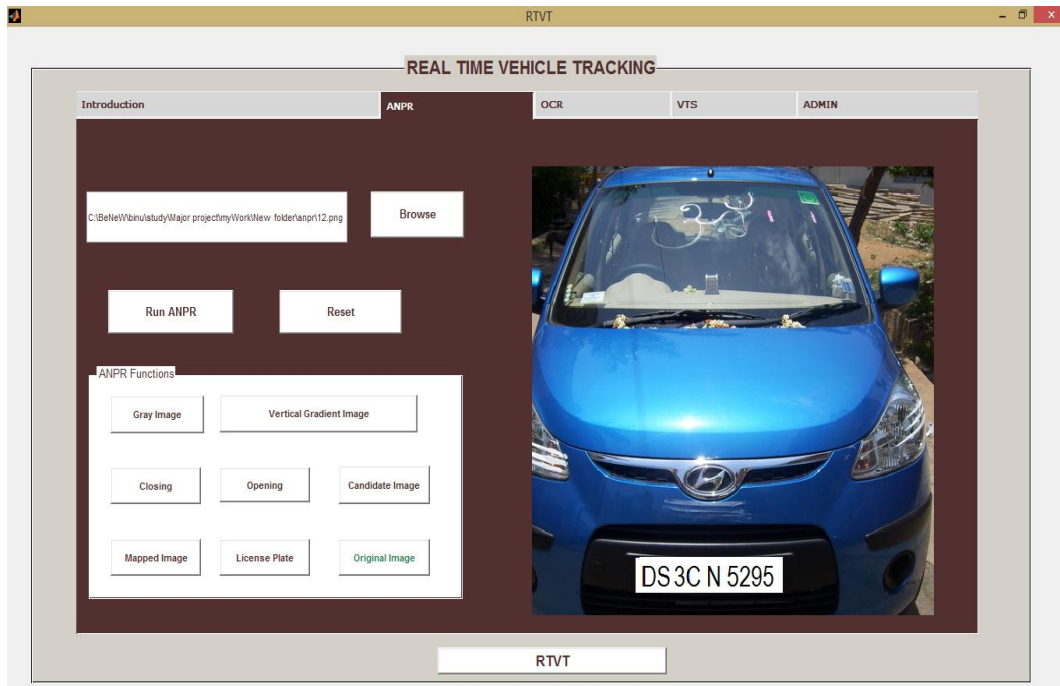 RTVT
REAL TIME VEHICLE TRACKING
Introduction ANPR OCR VTS ADMIN
C:\BeNeW\binu\study\Major project\myWork\New folder\anpr\12.png
Browse
Run ANPR Reset
ANPR Functions
Gray Image Vertical Gradient Image
Closing Opening Candidate Image
Mapped Image License Plate Original Image
DS 3C N 5295
RTVT